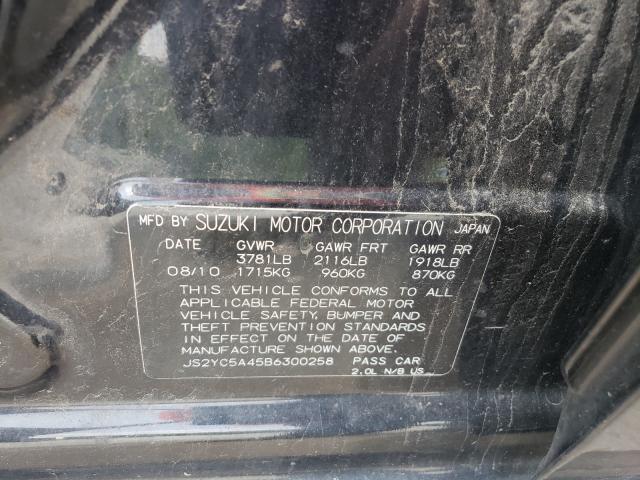 MFD BY SUZUKI MOTOR CORPORATION JAPAN
DATE GVWR GAWR FRT GAWR RR
3781LB 2116LB 1918LB
08/10 1715KG 960KG 870KG
THIS VEHICLE CONFORMS TO ALL
APPLICABLE FEDERAL MOTOR
VEHICLE SAFETY, BUMPER AND
THEFT PREVENTION STANDARDS
IN EFFECT ON THE DATE OF
MANUFACTURE SHOWN ABOVE.
JS2YC5A45B6300258 PASS CAR
2.0L N/B US